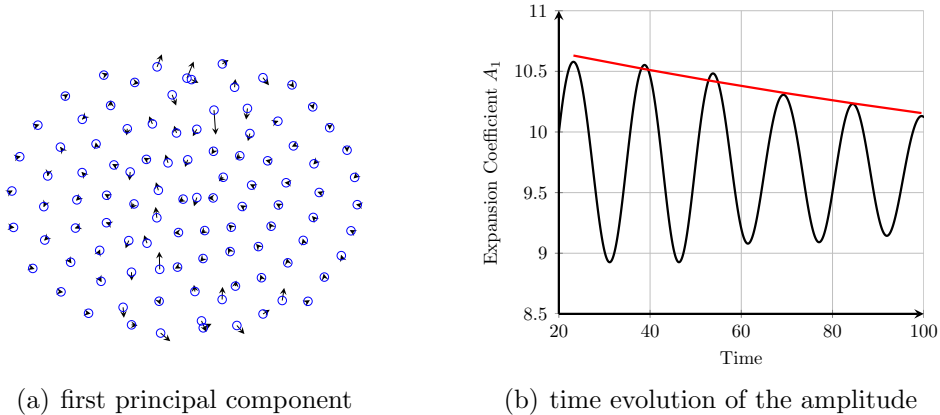 11
10.5
10
9.5
9
8.5
20
40
60
80
100
Expansion Coefficient A₁
Time
(a) first principal component
(b) time evolution of the amplitude